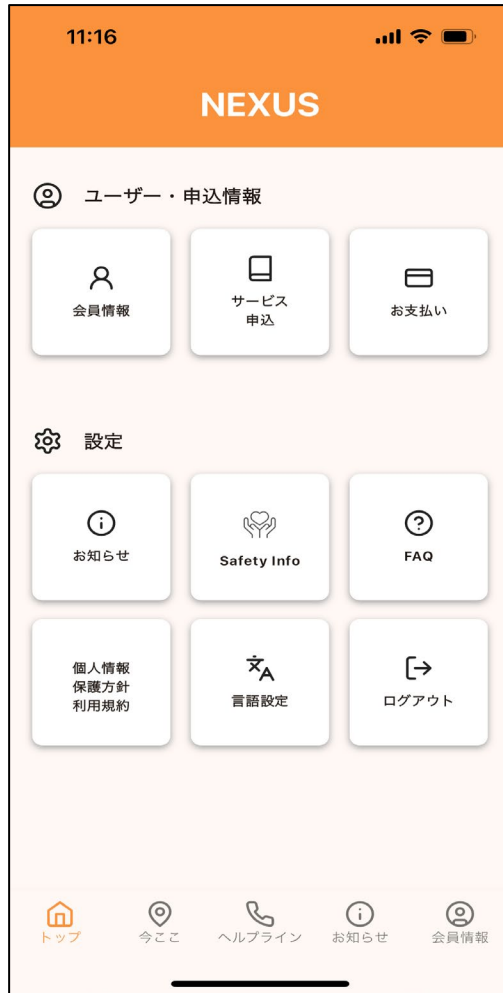 11:16
NEXUS
ユーザー・申込情報
会員情報
サービス
申込
お支払い
設定
お知らせ
Safety Info
FAQ
個人情報
保護方針
利用規約
言語設定
ログアウト
トップ
今ここ
ヘルプライン
お知らせ
会員情報